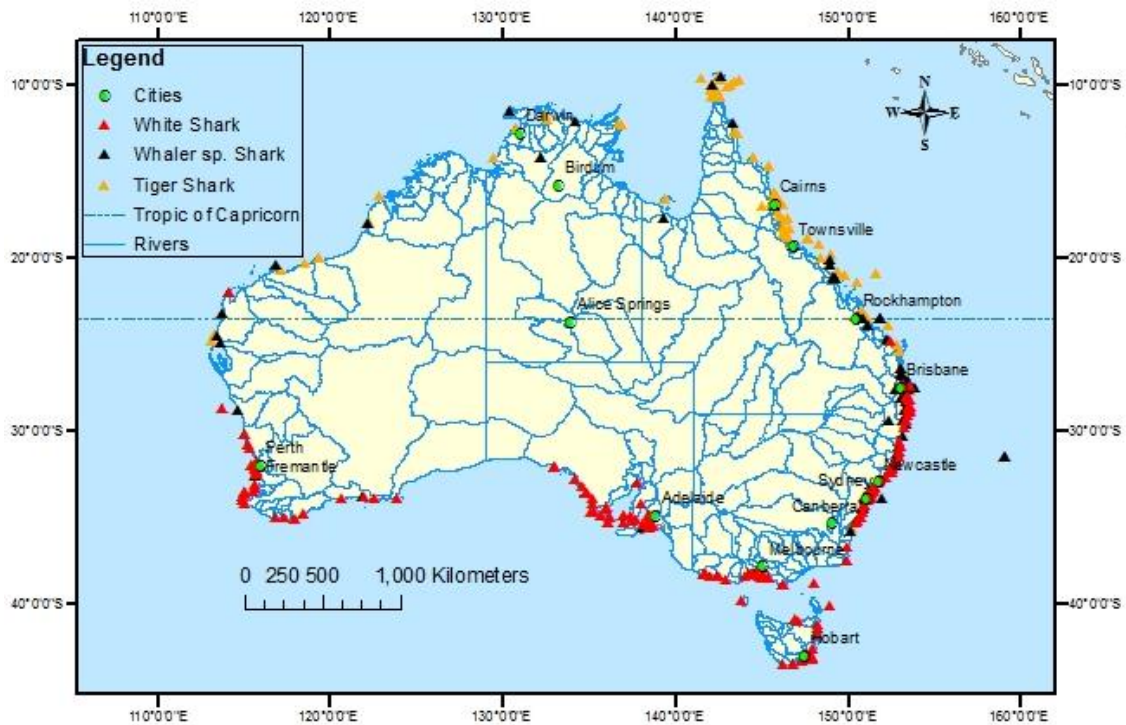 110°0'0"E 120°0'0"E 130°0'0"E 140°0'0"E 150°0'0"E 160°0'0"E
Legend
Cities
White Shark
Whaler sp. Shark
Tiger Shark
Tropic of Capricorn
Rivers
10°0'0"S 10°0'0"S
N
W E
S
Darwin
Birdum
Cairns
Townsville
20°0'0"S 20°0'0"S
Alice Springs
Rockhampton
Brisbane
30°0'0"S 30°0'0"S
Perth
Fremantle
Newcastle
Sydney
Adelaide
Canberra
Melbourne
0 250 500 1,000 Kilometers
40°0'0"S 40°0'0"S
Hobart
110°0'0"E 120°0'0"E 130°0'0"E 140°0'0"E 150°0'0"E 160°0'0"E